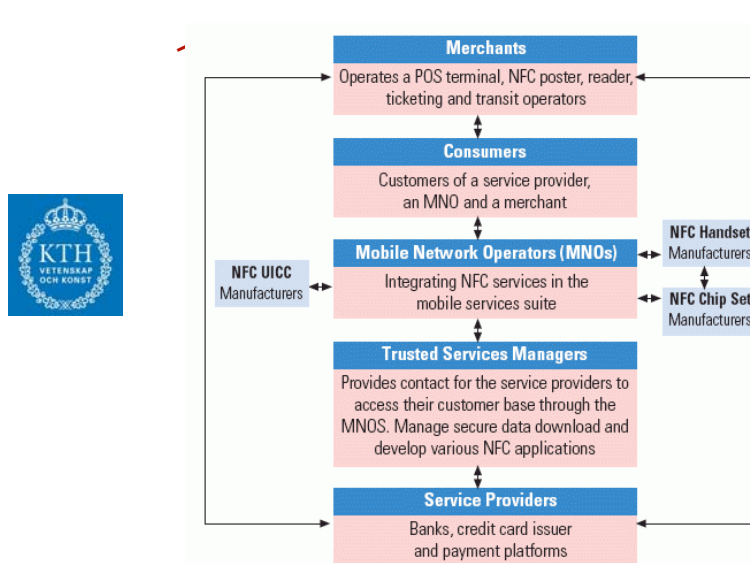 Merchants
Operates a POS terminal, NFC poster, reader,
ticketing and transit operators
Consumers
Customers of a service provider,
an MNO and a merchant
Mobile Network Operators (MNOs)
Integrating NFC services in the
mobile services suite
NFC UICC
Manufacturers
NFC Handset
Manufacturers
NFC Chip Set
Manufacturers
Trusted Services Managers
Provides contact for the service providers to
access their customer base through the
MNOS. Manage secure data download and
develop various NFC applications
Service Providers
Banks, credit card issuer
and payment platforms
KTH
VETENSKAP
OCH KONST